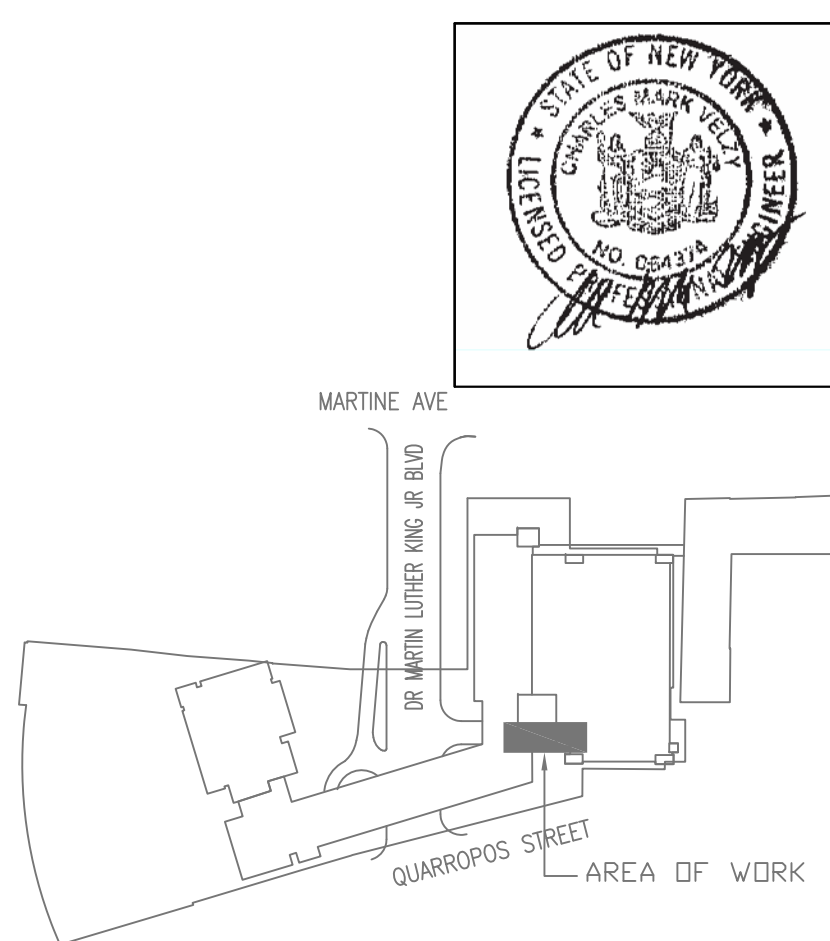 ★ STATE OF NEW YORK ★
LICENSED PROFESSIONAL ENGINEER
CHARLES MARK VELZY
NO. 064374
MARTINE AVE
DR MARTIN LUTHER KING JR BLVD
QUARROPOS STREET
AREA OF WORK